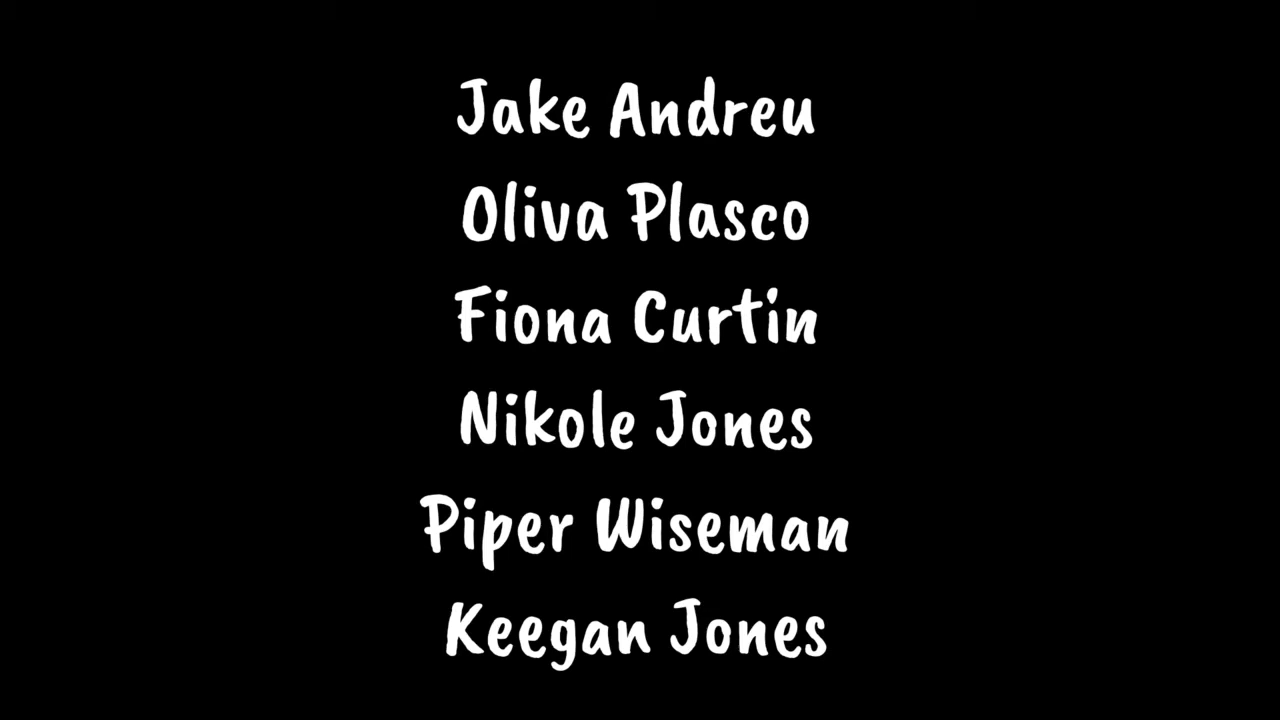 Jake Andreu
Oliva Plasco
Fiona Curtin
Nikole Jones
Piper Wiseman
Keegan Jones